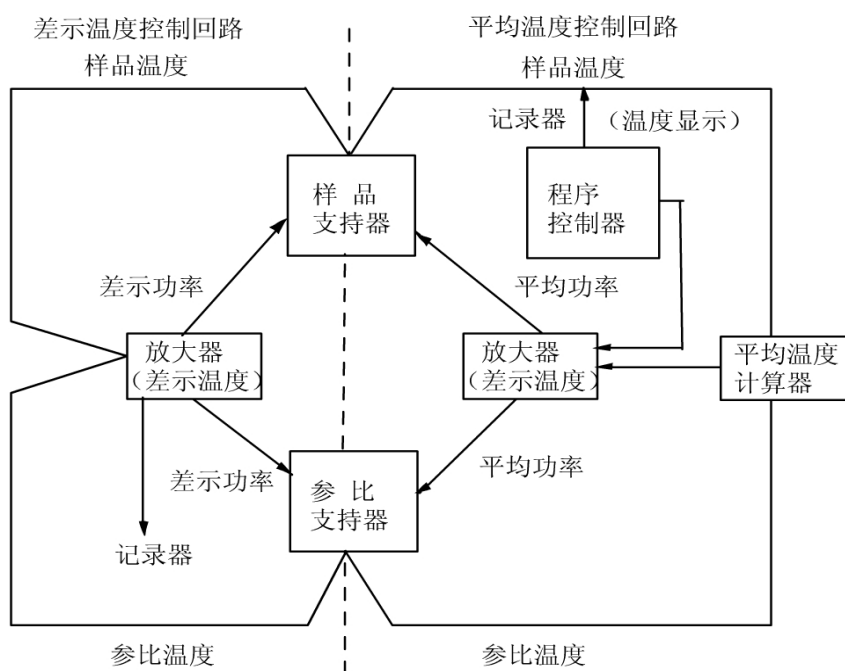 差示温度控制回路
平均温度控制回路
样品温度
样品温度
记录器
（温度显示）
样 品
支持器
程序
控制器
差示功率
平均功率
放大器
（差示温度）
放大器
（差示温度）
平均温度
计算器
差示功率
平均功率
参 比
支持器
记录器
参比温度
参比温度